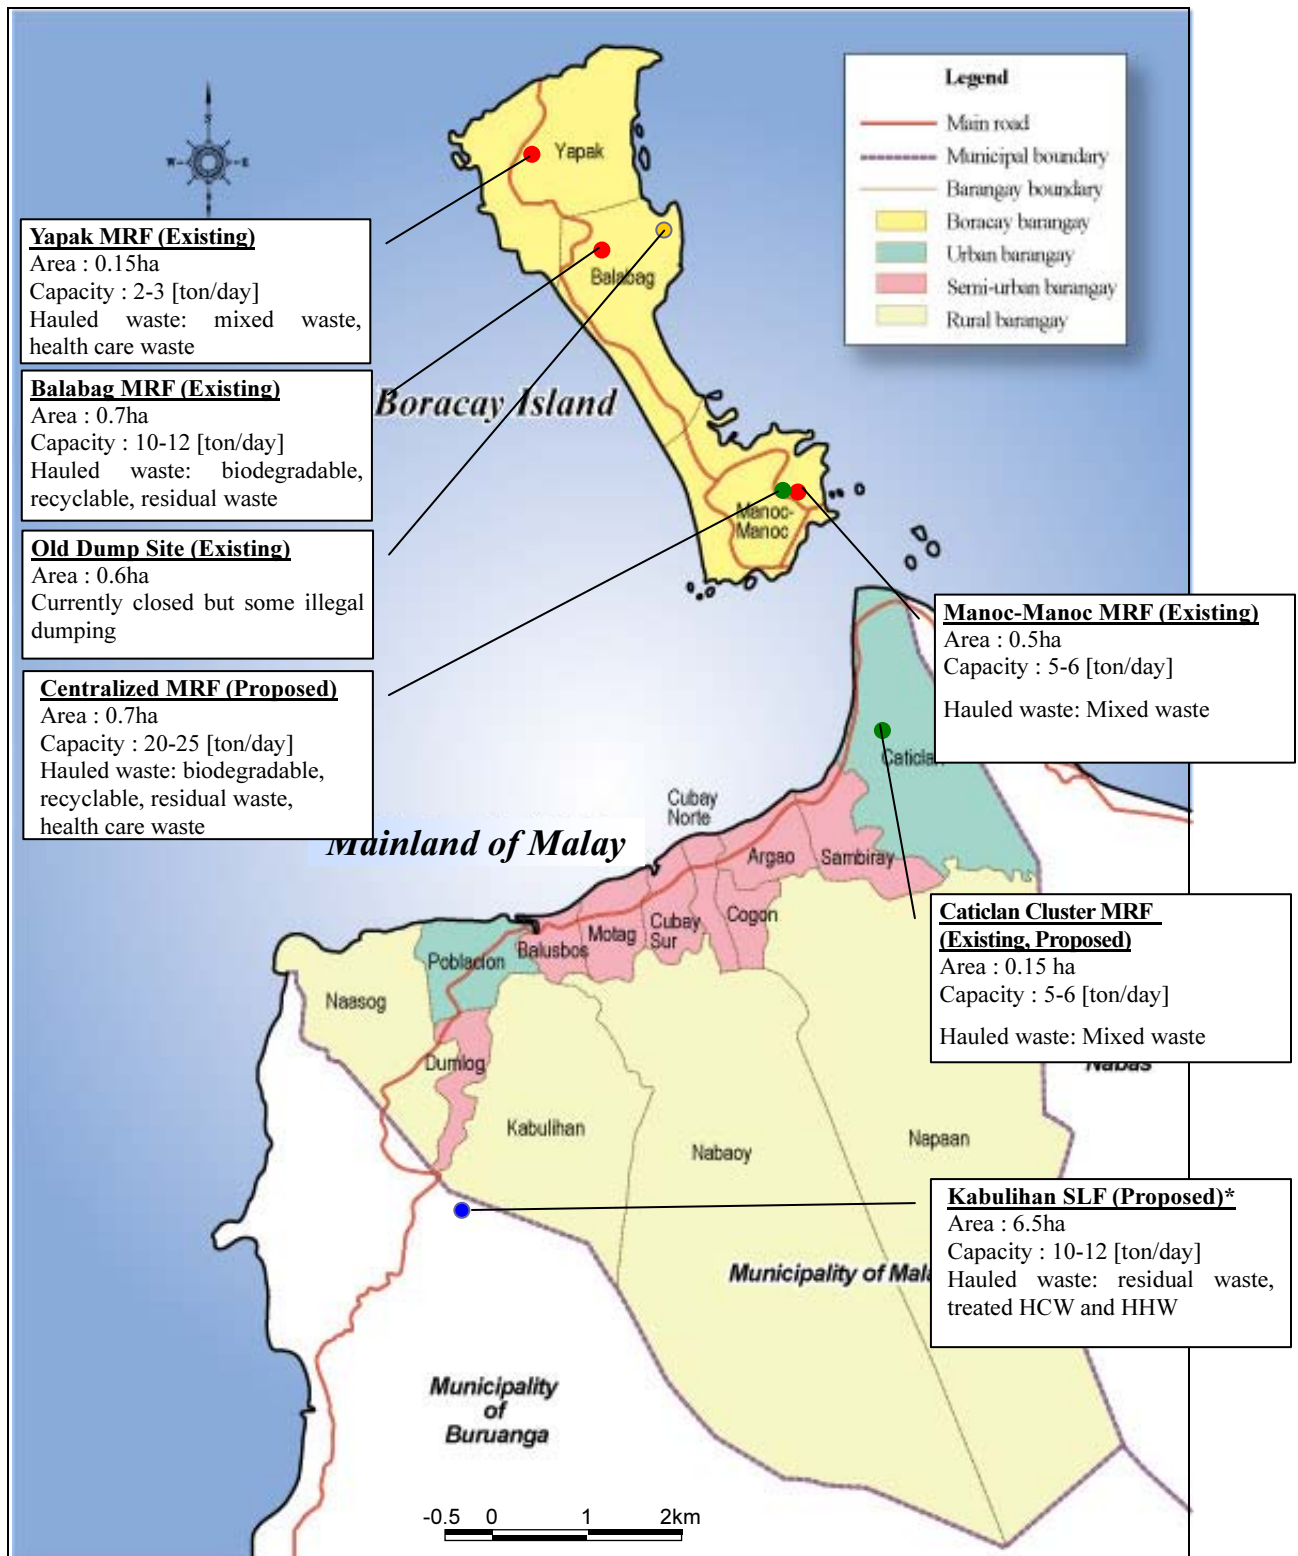 Legend
Main road
Municipal boundary
Barangay boundary
Boracay barangay
Urban barangay
Semi-urban barangay
Rural barangay
S
W
E
Yapak
Balabag
Manoc-
Manoc
Boracay Island
Yapak MRF (Existing)
Area : 0.15ha
Capacity : 2-3 [ton/day]
Hauled waste: mixed waste,
health care waste
Balabag MRF (Existing)
Area : 0.7ha
Capacity : 10-12 [ton/day]
Hauled waste: biodegradable,
recyclable, residual waste
Old Dump Site (Existing)
Area : 0.6ha
Currently closed but some illegal
dumping
Centralized MRF (Proposed)
Area : 0.7ha
Capacity : 20-25 [ton/day]
Hauled waste: biodegradable,
recyclable, residual waste,
health care waste
Manoc-Manoc MRF (Existing)
Area : 0.5ha
Capacity : 5-6 [ton/day]
Hauled waste: Mixed waste
Mainland of Malay
Caticlan
Cubay
Norte
Argao
Sambiray
Cogon
Cubay
Sur
Motag
Balusbos
Poblacion
Naasog
Dumlog
Kabulihan
Nabaoy
Napaan
Caticlan Cluster MRF
(Existing, Proposed)
Area : 0.15 ha
Capacity : 5-6 [ton/day]
Hauled waste: Mixed waste
Nabas
Kabulihan SLF (Proposed)*
Area : 6.5ha
Capacity : 10-12 [ton/day]
Hauled waste: residual waste,
treated HCW and HHW
Municipality of Mala
Municipality
of
Buruanga
-0.5 0 1 2km